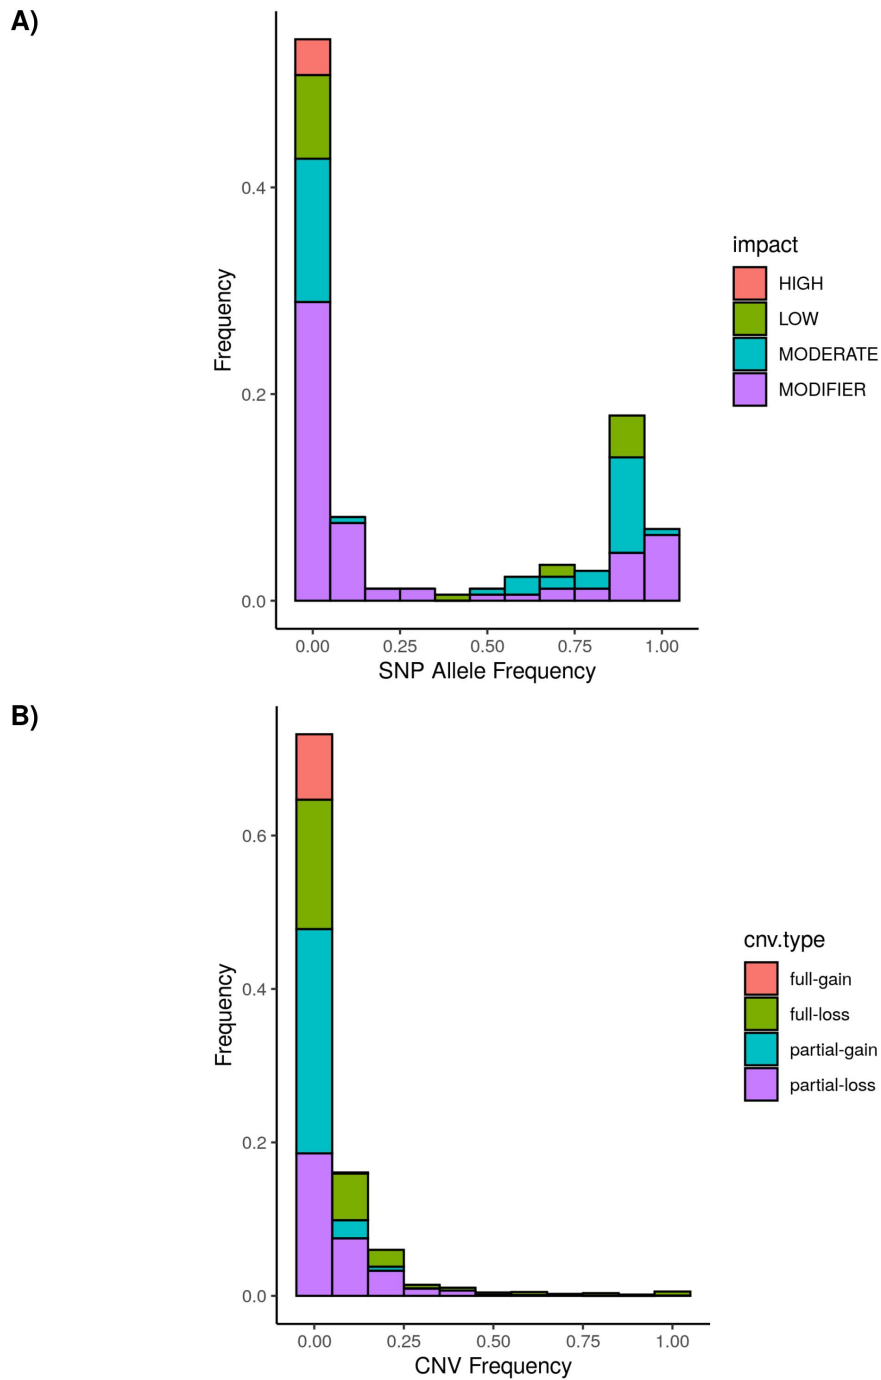 A)
0.4
0.2
0.0
Frequency
0.00 0.25 0.50 0.75 1.00
SNP Allele Frequency
impact
HIGH
LOW
MODERATE
MODIFIER
B)
0.6
0.4
0.2
0.0
Frequency
0.00 0.25 0.50 0.75 1.00
CNV Frequency
cnv.type
full-gain
full-loss
partial-gain
partial-loss